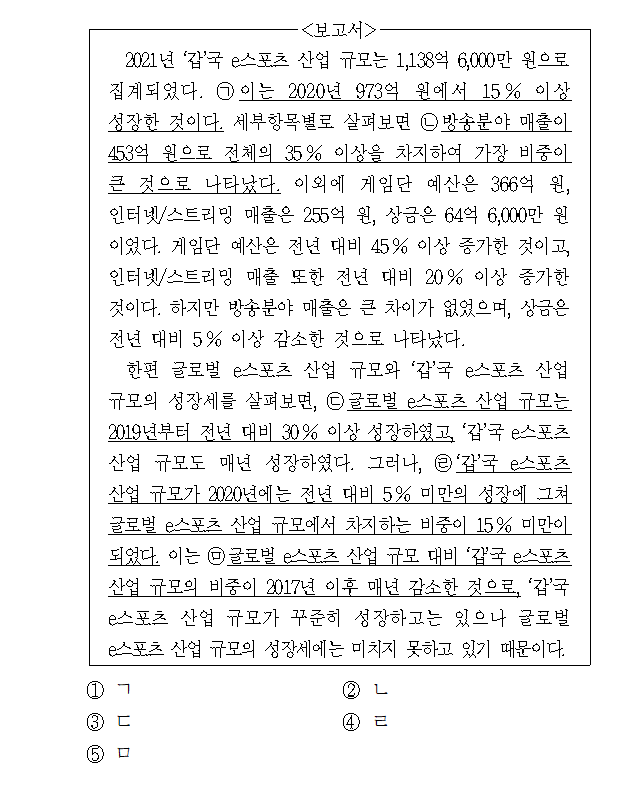 <보고서>
2021년 '갑'국 e스포츠 산업 규모는 1,138억 6,000만 원으로
집계되었다. ㉠이는 2020년 973억 원에서 15% 이상
성장한 것이다. 세부항목별로 살펴보면 ㉡방송분야 매출이
453억 원으로 전체의 35% 이상을 차지하여 가장 비중이
큰 것으로 나타났다. 이외에 게임단 예산은 366억 원,
인터넷/스트리밍 매출은 255억 원, 상금은 64억 6,000만 원
이었다. 게임단 예산은 전년 대비 45% 이상 증가한 것이고,
인터넷/스트리밍 매출 또한 전년 대비 20% 이상 증가한
것이다. 하지만 방송분야 매출은 큰 차이가 없었으며, 상금은
전년 대비 5% 이상 감소한 것으로 나타났다.
한편 글로벌 e스포츠 산업 규모와 '갑'국 e스포츠 산업
규모의 성장세를 살펴보면, ㉢글로벌 e스포츠 산업 규모는
2019년부터 전년 대비 30% 이상 성장하였고, '갑'국 e스포츠
산업 규모도 매년 성장하였다. 그러나, ㉣'갑'국 e스포츠
산업 규모가 2020년에는 전년 대비 5% 미만의 성장에 그쳐
글로벌 e스포츠 산업 규모에서 차지하는 비중이 15% 미만이
되었다. 이는 ㉤글로벌 e스포츠 산업 규모 대비 '갑'국 e스포츠
산업 규모의 비중이 2017년 이후 매년 감소한 것으로, '갑'국
e스포츠 산업 규모가 꾸준히 성장하고는 있으나 글로벌
e스포츠 산업 규모의 성장세에는 미치지 못하고 있기 때문이다.
① ㄱ ② ㄴ
③ ㄷ ④ ㄹ
⑤ ㅁ